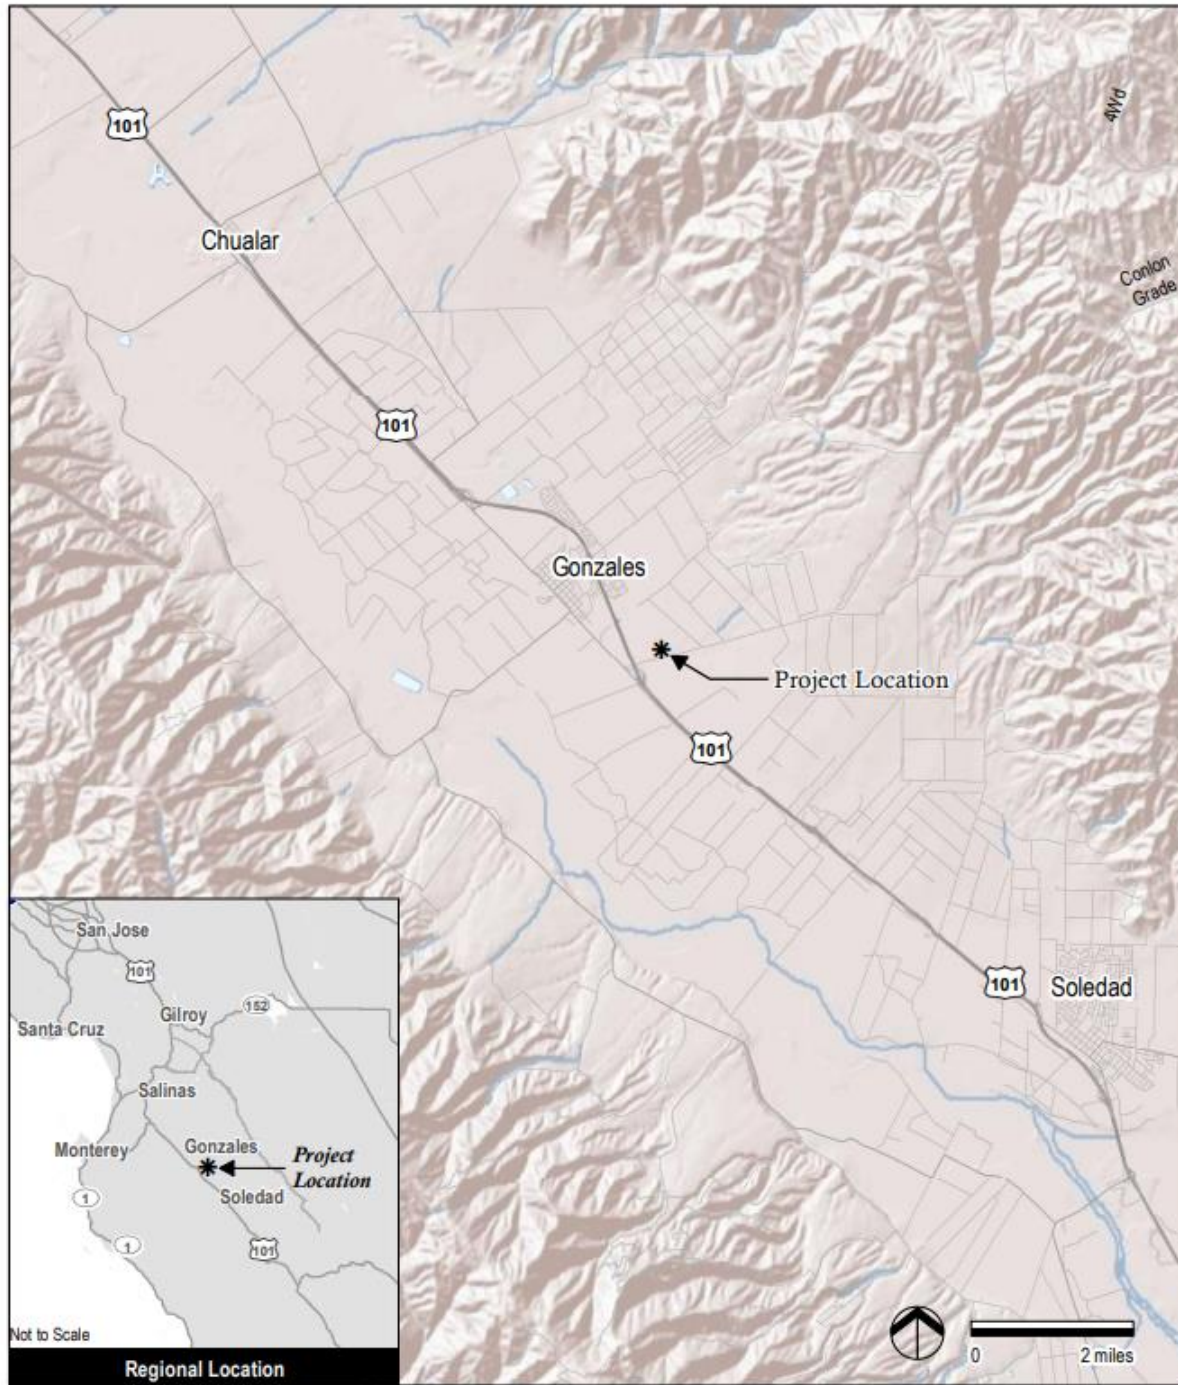 101
4Wd
Chualar
Conlon
Grade
101
Gonzales
Project Location
101
101
Soledad
San Jose
101
152
Gilroy
Santa Cruz
Salinas
Gonzales
Monterey
Project
Location
Soledad
1
1
101
Not to Scale
Regional Location
0
2 miles